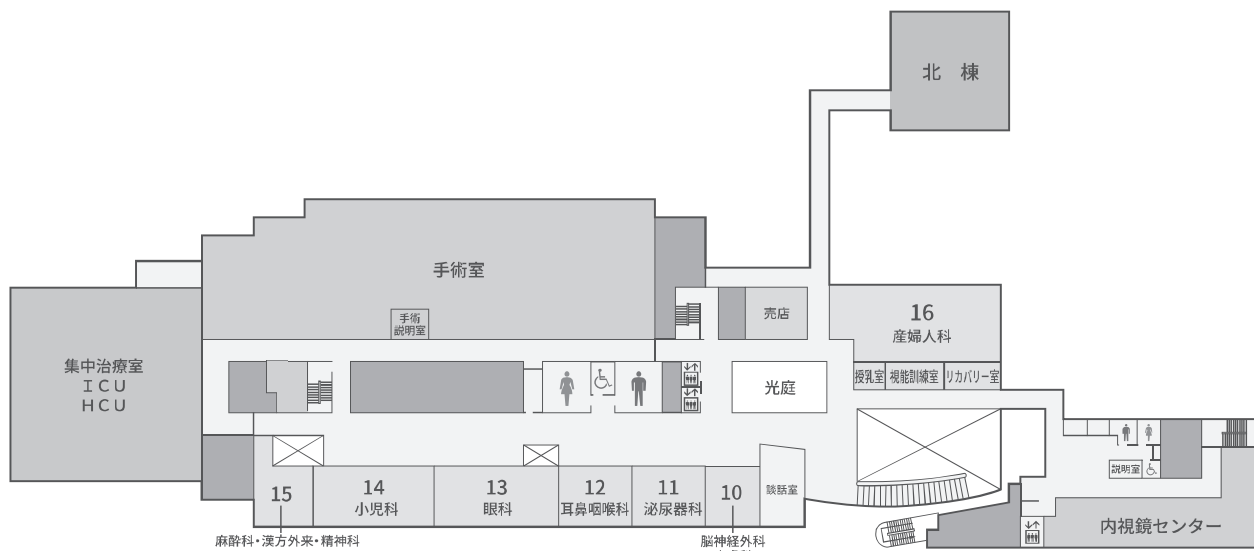 北 棟
手術室
手術
説明室
売店
16
産婦人科
集中治療室
ICU
HCU
授乳室
視能訓練室
リカバリー室
光庭
15
14
小児科
13
眼科
12
耳鼻咽喉科
11
泌尿器科
10
談話室
説明室
内視鏡センター
麻酔科・漢方外来・精神科
脳神経外科